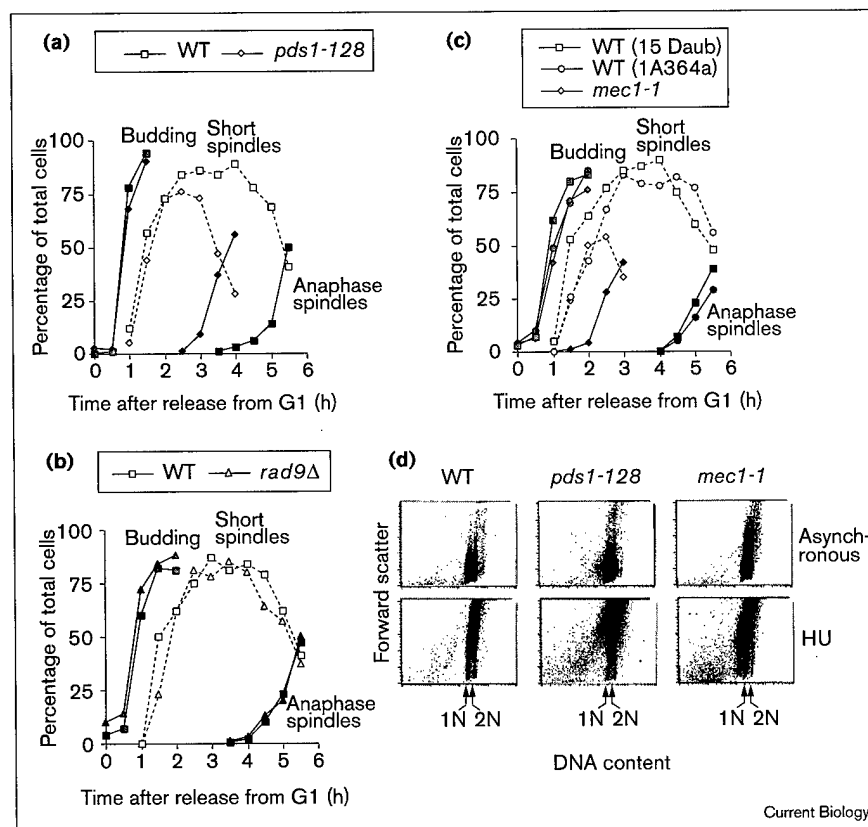 (a)
WT pds1-128
Percentage of total cells
100
75
50
25
0
Budding
Short
spindles
Anaphase
spindles
0 1 2 3 4 5 6
Time after release from G1 (h)
(b)
WT rad9Δ
Percentage of total cells
100
75
50
25
0
Budding
Short
spindles
Anaphase
spindles
0 1 2 3 4 5 6
Time after release from G1 (h)
(c)
WT (15 Daub)
WT (1A364a)
mec1-1
Percentage of total cells
100
75
50
25
0
Budding
Short
spindles
Anaphase
spindles
0 1 2 3 4 5 6
Time after release from G1 (h)
(d)
WT pds1-128 mec1-1
Forward scatter
Asynch-
ronous
HU
1N 2N 1N 2N 1N 2N
DNA content
Current Biology